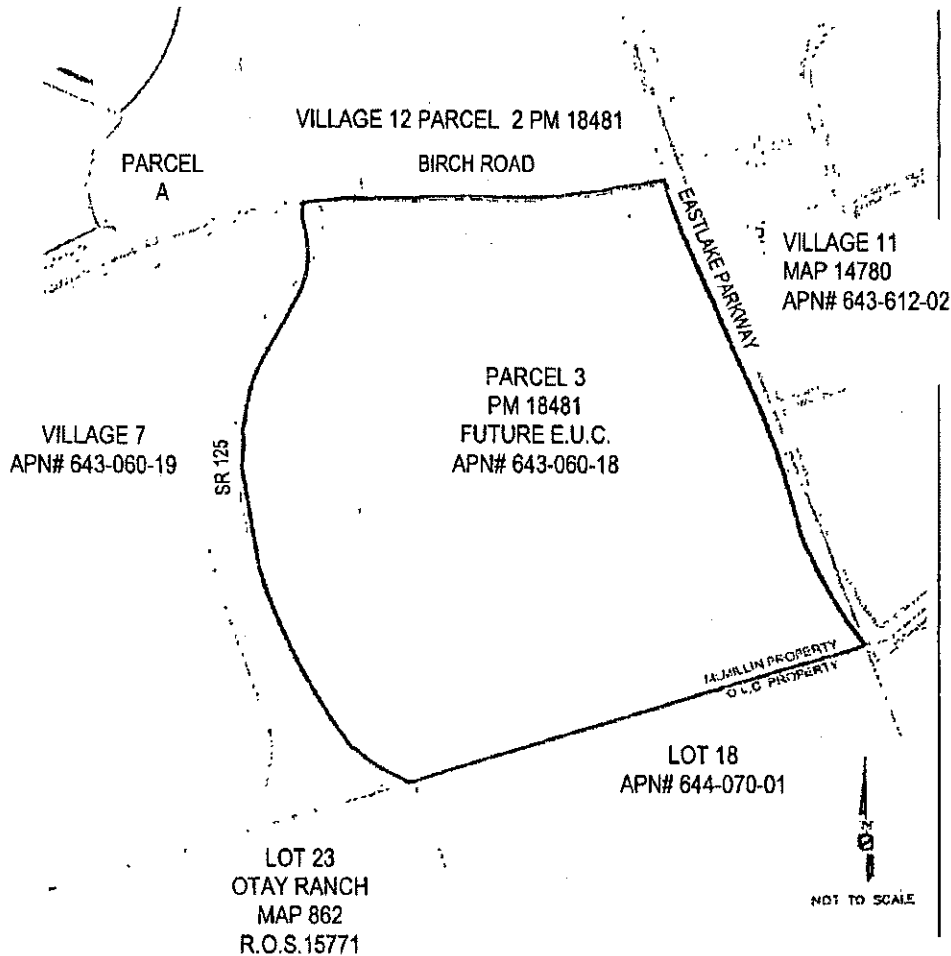 VILLAGE 12 PARCEL 2 PM 18481
BIRCH ROAD
PARCEL
A
EASTLAKE PARKWAY
VILLAGE 11
MAP 14780
APN# 643-612-02
PARCEL 3
PM 18481
FUTURE E.U.C.
APN# 643-060-18
VILLAGE 7
APN# 643-060-19
SR 125
McMILLIN PROPERTY
O.L.C PROPERTY
LOT 18
APN# 644-070-01
LOT 23
OTAY RANCH
MAP 862
R.O.S.15771
NOT TO SCALE